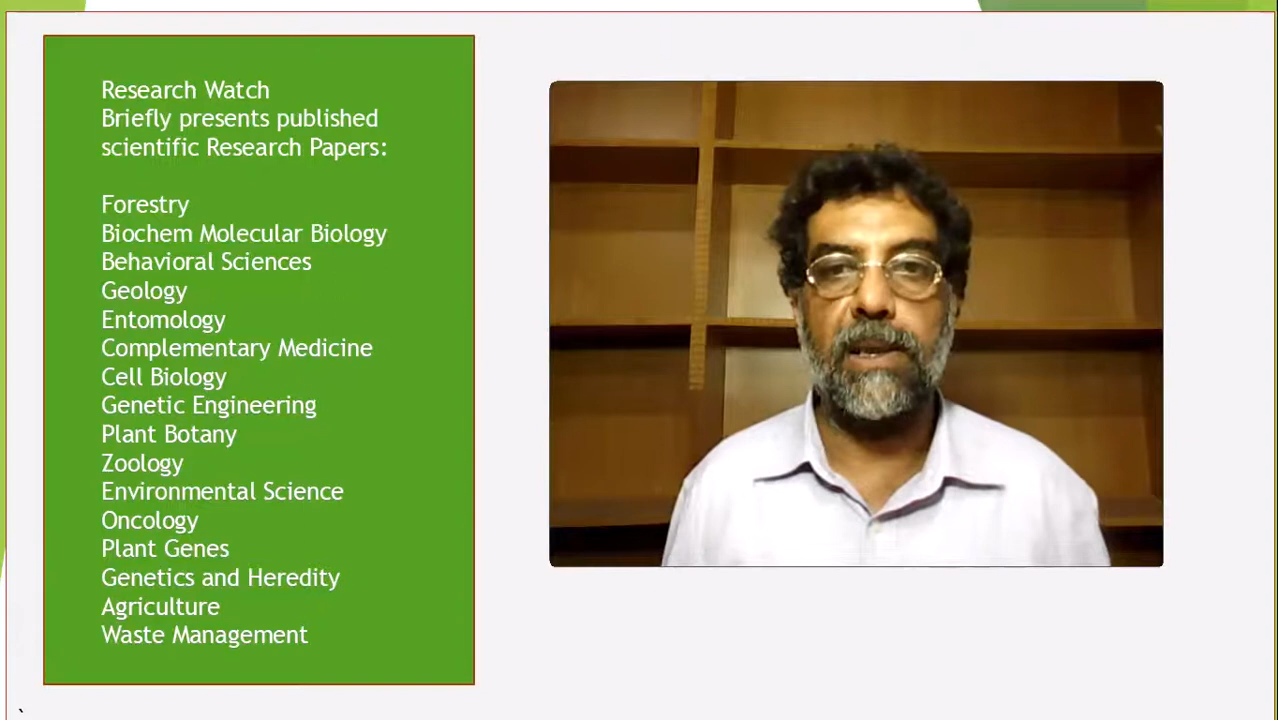 Research Watch
Briefly presents published
scientific Research Papers:
Forestry
Biochem Molecular Biology
Behavioral Sciences
Geology
Entomology
Complementary Medicine
Cell Biology
Genetic Engineering
Plant Botany
Zoology
Environmental Science
Oncology
Plant Genes
Genetics and Heredity
Agriculture
Waste Management
`